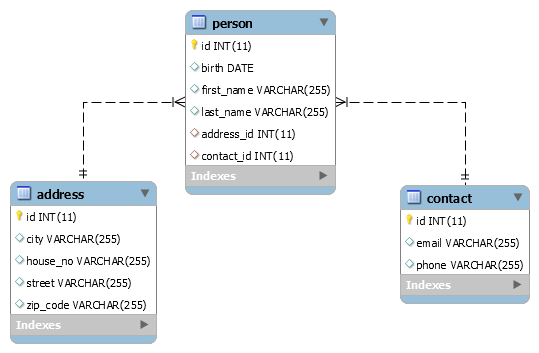 person
id INT(11)
birth DATE
first_name VARCHAR(255)
last_name VARCHAR(255)
address_id INT(11)
contact_id INT(11)
Indexes
address
id INT(11)
city VARCHAR(255)
house_no VARCHAR(255)
street VARCHAR(255)
zip_code VARCHAR(255)
Indexes
contact
id INT(11)
email VARCHAR(255)
phone VARCHAR(255)
Indexes